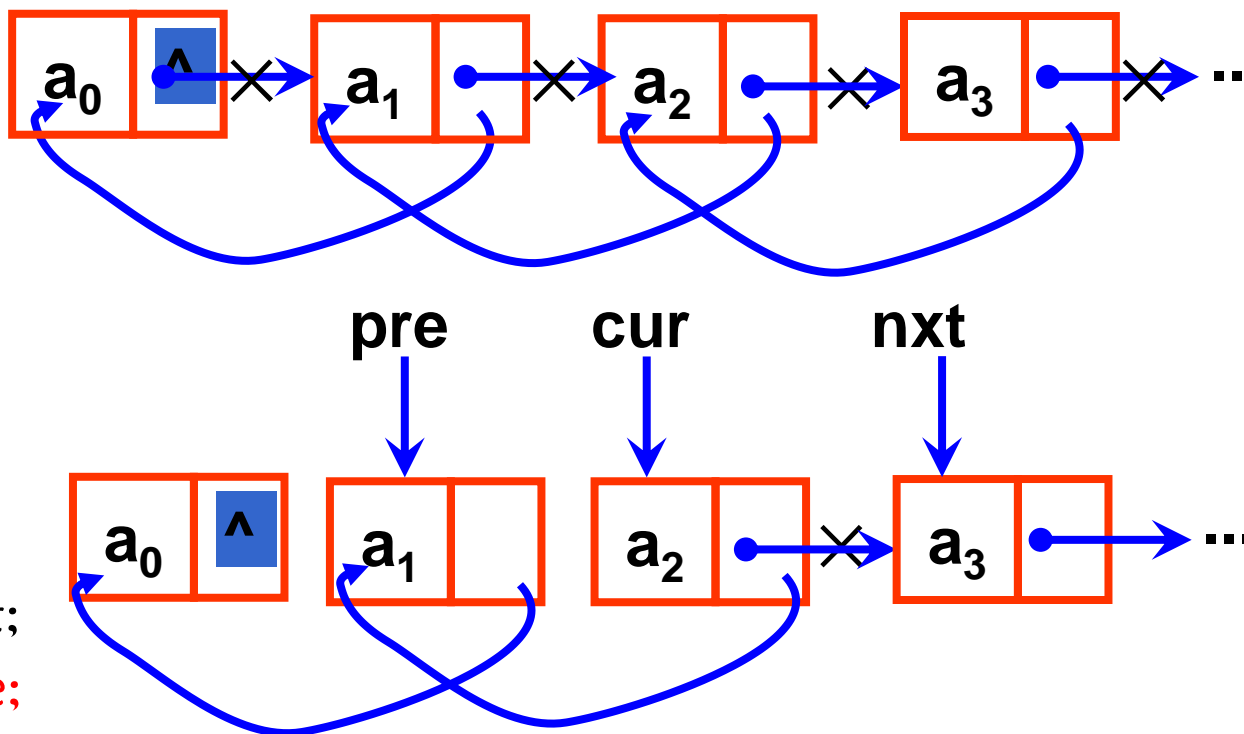 a₀ ^ a₁ a₂ a₃ ...
pre cur nxt
a₀ ^ a₁ a₂ a₃ ...
;
e;